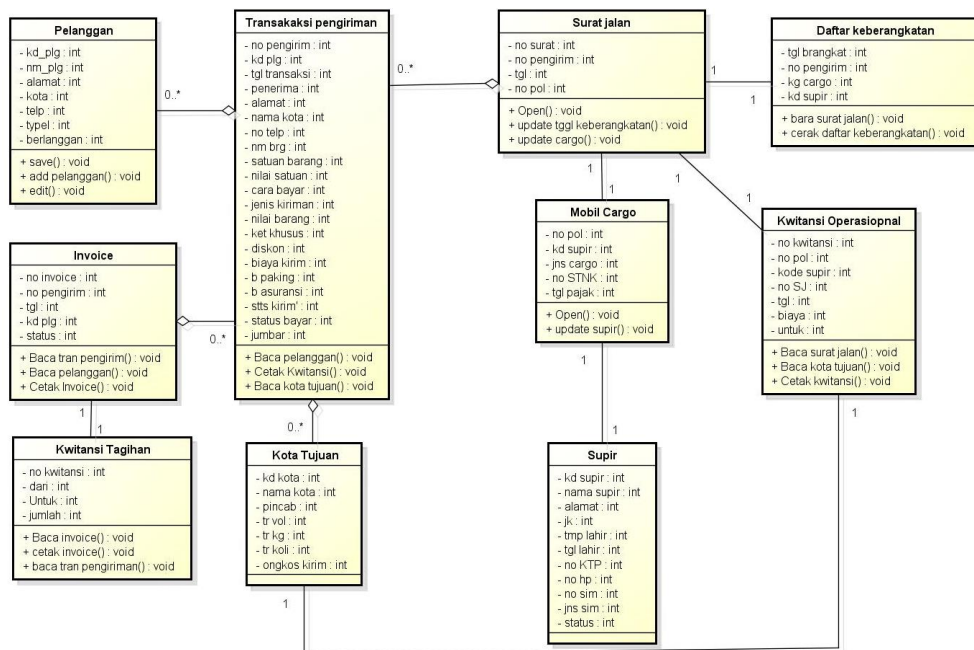 Pelanggan
- kd_plg : int
- nm_plg : int
- alamat : int
- kota : int
- telp : int
- typel : int
- berlanggan : int
+ save() : void
+ add pelanggan() : void
+ edit() : void
0..*
Transakaksi pengiriman
- no pengirim : int
- kd plg : int
- tgl transaksi : int
- penerima : int
- alamat : int
- nama kota : int
- no telp : int
- nm brg : int
- satuan barang : int
- nilai satuan : int
- cara bayar : int
- jenis kiriman : int
- nilai barang : int
- ket khusus : int
- diskon : int
- biaya kirim : int
- b paking : int
- b asuransi : int
- stts kirim' : int
- status bayar : int
- jumbar : int
+ Baca pelanggan() : void
+ Cetak Kwitansi() : void
+ Baca kota tujuan() : void
0..*
Surat jalan
- no surat : int
- no pengirim : int
- tgl : int
- no pol : int
+ Open() : void
+ update tggl keberangkatan() : void
+ update cargo() : void
1
1
Daftar keberangkatan
- tgl brangkat : int
- no pengirim : int
- kg cargo : int
- kd supir : int
+ bara surat jalan() : void
+ cerak daftar keberangkatan() : void
1
1
1
1
Mobil Cargo
- no pol : int
- kd supir : int
- jns cargo : int
- no STNK : int
- tgl pajak : int
+ Open() : void
+ update supir() : void
1
1
Kwitansi Operasiopnal
- no kwitansi : int
- no pol : int
- kode supir : int
- no SJ : int
- tgl : int
- biaya : int
- untuk : int
+ Baca surat jalan() : void
+ Baca kota tujuan() : void
+ Cetak kwitansi() : void
1
Invoice
- no invoice : int
- no pengirim : int
- tgl : int
- kd plg : int
- status : int
+ Baca tran pengirim() : void
+ Baca pelanggan() : void
+ Cetak Invoice() : void
0..*
1
1
Kwitansi Tagihan
- no kwitansi : int
- dari : int
- Untuk : int
- jumlah : int
+ Baca invoice() : void
+ cetak invoice() : void
+ baca tran pengiriman() : void
0..*
Kota Tujuan
- kd kota : int
- nama kota : int
- pincab : int
- tr vol : int
- tr kg : int
- tr koli : int
- ongkos kirim : int
1
Supir
- kd supir : int
- nama supir : int
- alamat : int
- jk : int
- tmp lahir : int
- tgl lahir : int
- no KTP : int
- no hp : int
- no sim : int
- jns sim : int
- status : int